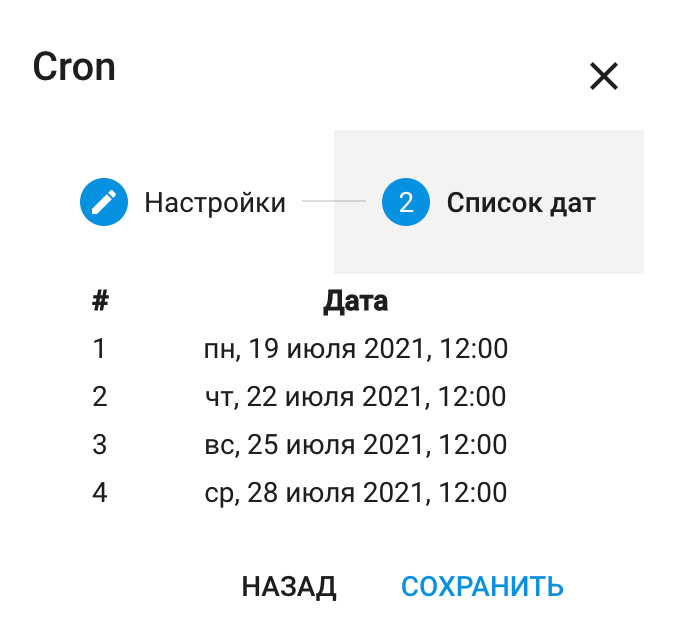 Cron
Настройки 2 Список дат
# Дата
1 пн, 19 июля 2021, 12:00
2 чт, 22 июля 2021, 12:00
3 вс, 25 июля 2021, 12:00
4 ср, 28 июля 2021, 12:00
НАЗАД СОХРАНИТЬ